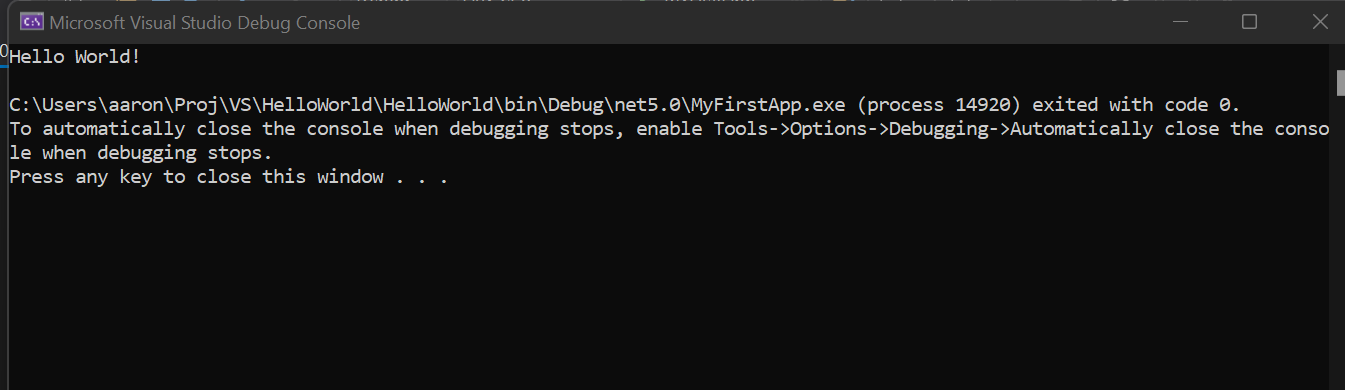 Microsoft Visual Studio Debug Console
Hello World!
C:\Users\aaron\Proj\VS\HelloWorld\HelloWorld\bin\Debug\net5.0\MyFirstApp.exe (process 14920) exited with code 0.
To automatically close the console when debugging stops, enable Tools->Options->Debugging->Automatically close the conso
le when debugging stops.
Press any key to close this window . . .